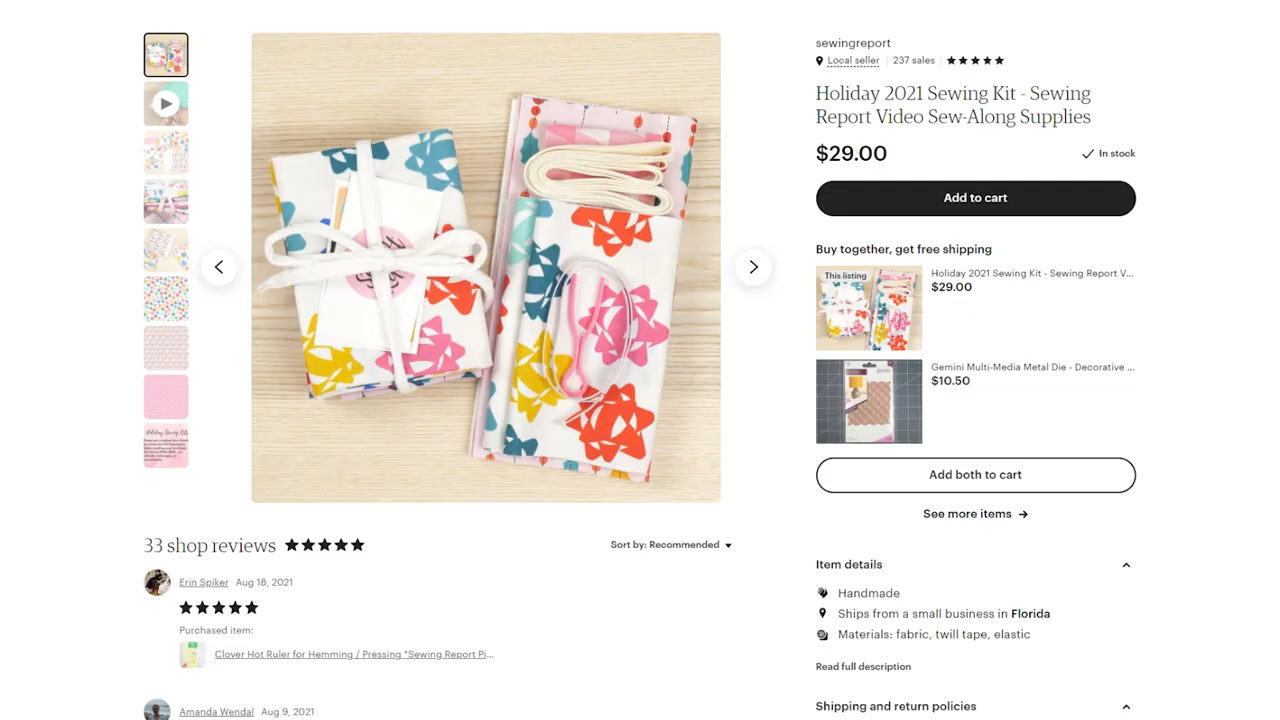 sewingreport
Local seller 237 sales
Holiday 2021 Sewing Kit - Sewing
Report Video Sew-Along Supplies
$29.00
In stock
Add to cart
Buy together, get free shipping
This listing
Holiday 2021 Sewing Kit - Sewing Report V...
$29.00
Gemini Multi-Media Metal Die - Decorative ...
$10.50
Add both to cart
See more items
33 shop reviews
Sort by: Recommended
Erin Spiker Aug 18, 2021
Purchased item:
Clover Hot Ruler for Hemming / Pressing *Sewing Report Pi...
Amanda Wendal Aug 9, 2021
Item details
Handmade
Ships from a small business in Florida
Materials: fabric, twill tape, elastic
Read full description
Shipping and return policies
Holiday Sewing Kit